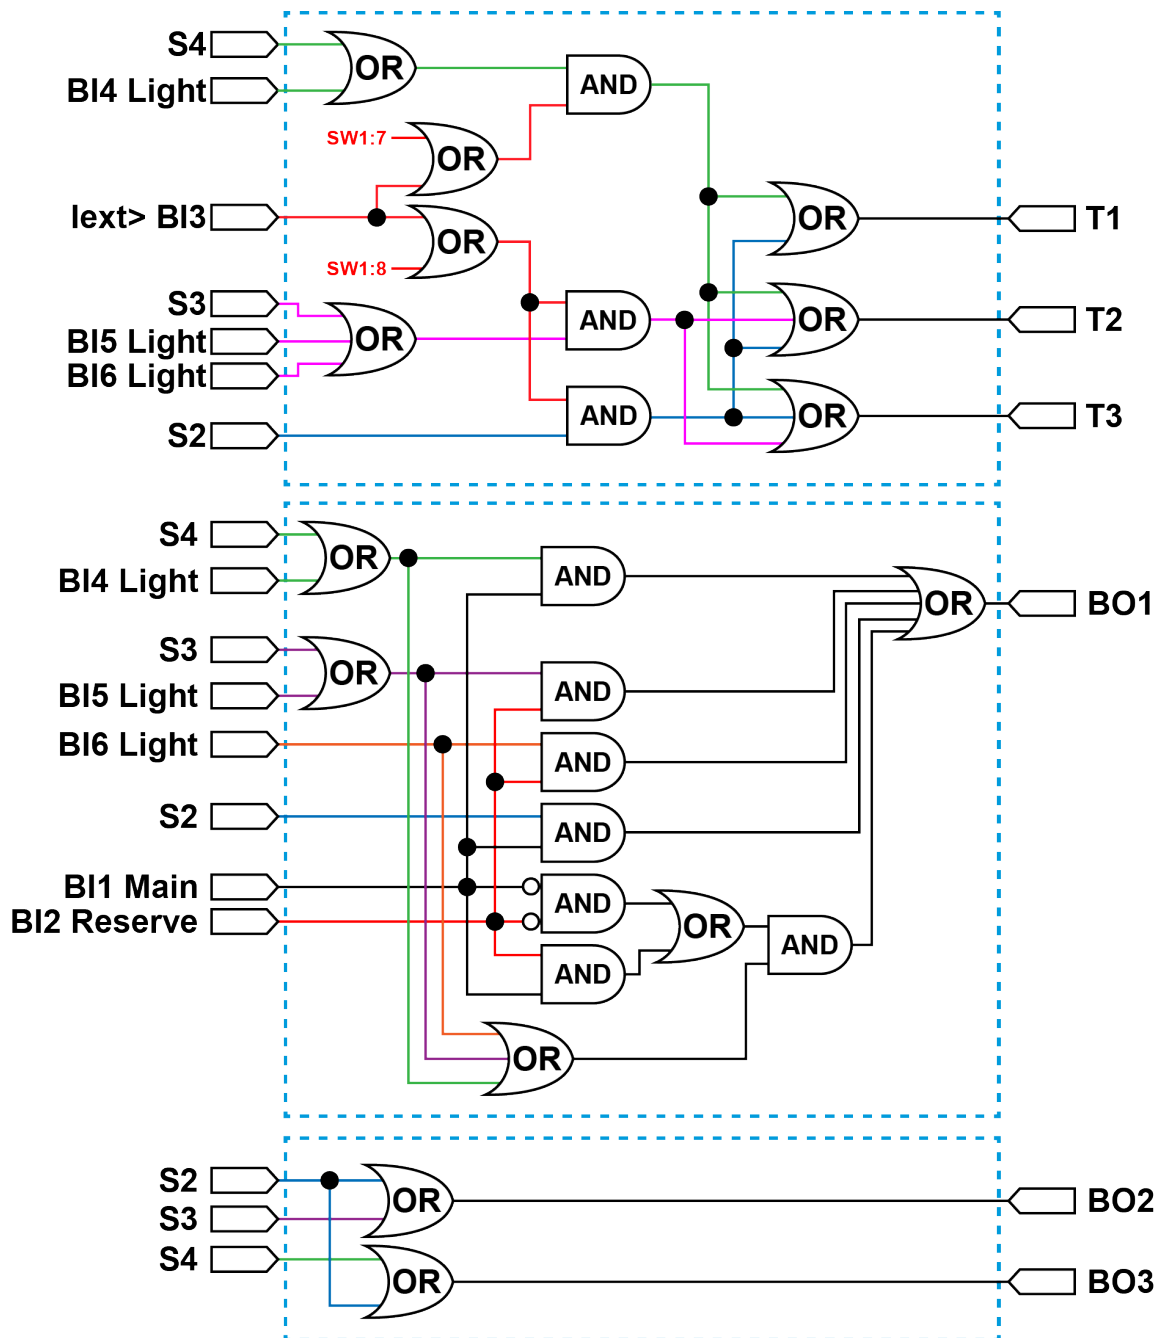 S4
OR
BI4 Light
AND
SW1:7
OR
Iext> BI3
OR
T1
OR
SW1:8
S3
BI5 Light
OR
AND
OR
T2
BI6 Light
S2
AND
OR
T3
S4
OR
BI4 Light
AND
OR
BO1
S3
OR
BI5 Light
AND
BI6 Light
AND
S2
AND
BI1 Main
AND
BI2 Reserve
OR
AND
AND
OR
S2
OR
BO2
S3
S4
OR
BO3